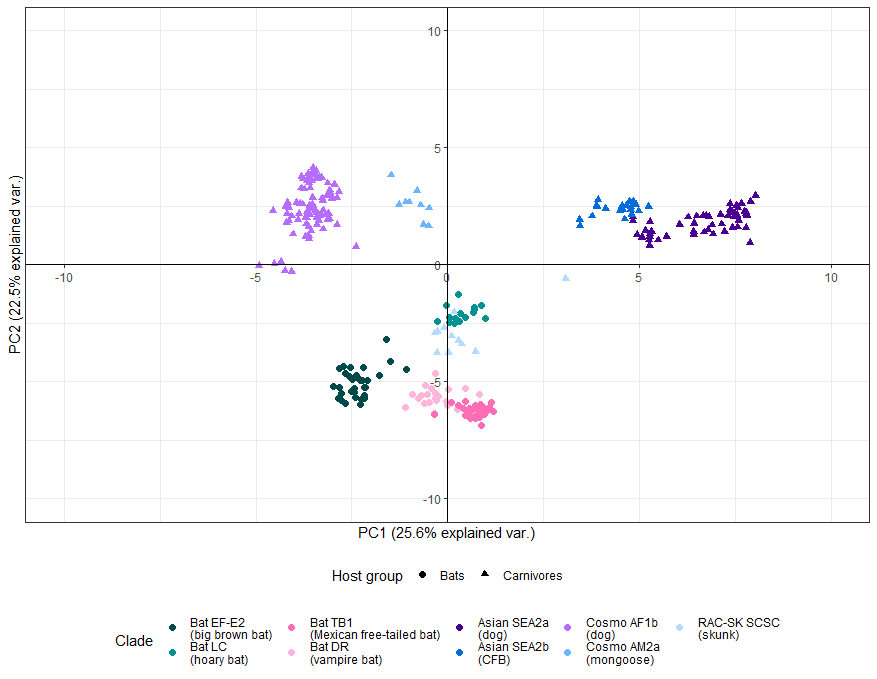 10
5
PC2 (22.5% explained var.)
-10
-5
0
0
5
10
-5
-10
PC1 (25.6% explained var.)
Host group Bats Carnivores
Clade
Bat EF-E2
(big brown bat)
Bat LC
(hoary bat)
Bat TB1
(Mexican free-tailed bat)
Bat DR
(vampire bat)
Asian SEA2a
(dog)
Asian SEA2b
(CFB)
Cosmo AF1b
(dog)
Cosmo AM2a
(mongoose)
RAC-SK SCSC
(skunk)